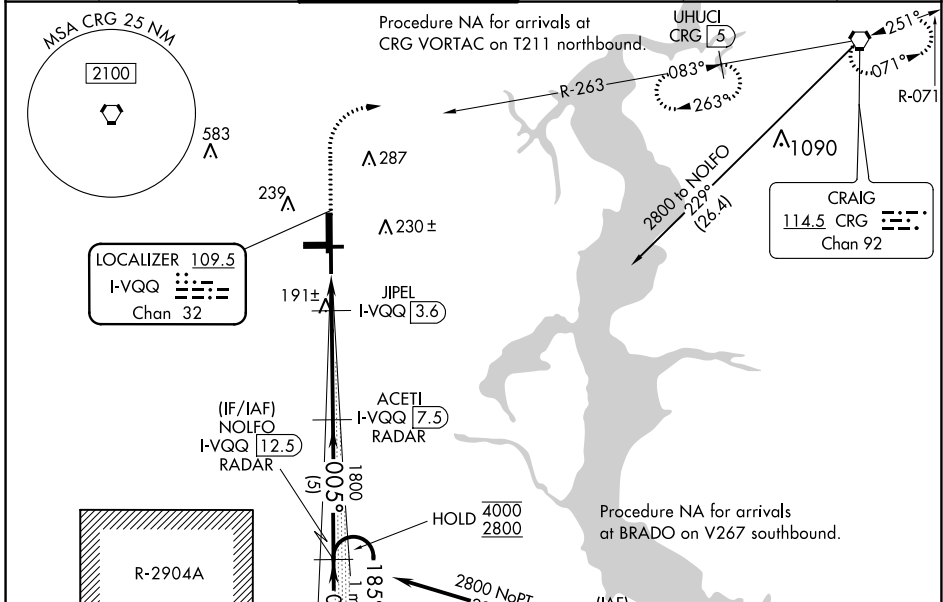 MSA CRG 25 NM
2100
583
Procedure NA for arrivals at
CRG VORTAC on T211 northbound.
UHUCI
CRG 5
083°
263°
R-263
251°
071°
R-071
287
239
230 ±
1090
2800 to NOLFO
229°
(26.4)
CRAIG
114.5 CRG
Chan 92
LOCALIZER 109.5
I-VQQ
Chan 32
191±
JIPEL
I-VQQ 3.6
ACETI
I-VQQ 7.5
RADAR
(IF/IAF)
NOLFO
I-VQQ 12.5
RADAR
1800
005°
(5)
HOLD 4000
2800
185°
Procedure NA for arrivals
at BRADO on V267 southbound.
R-2904A
2800 NoPT
(IAF)